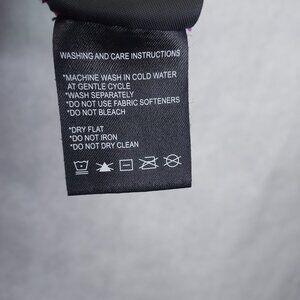 WASHING AND CARE INSTRUCTIONS
*MACHINE WASH IN COLD WATER
AT GENTLE CYCLE
*WASH SEPARATELY
*DO NOT USE FABRIC SOFTENERS
*DO NOT BLEACH
*DRY FLAT
*DO NOT IRON
*DO NOT DRY CLEAN